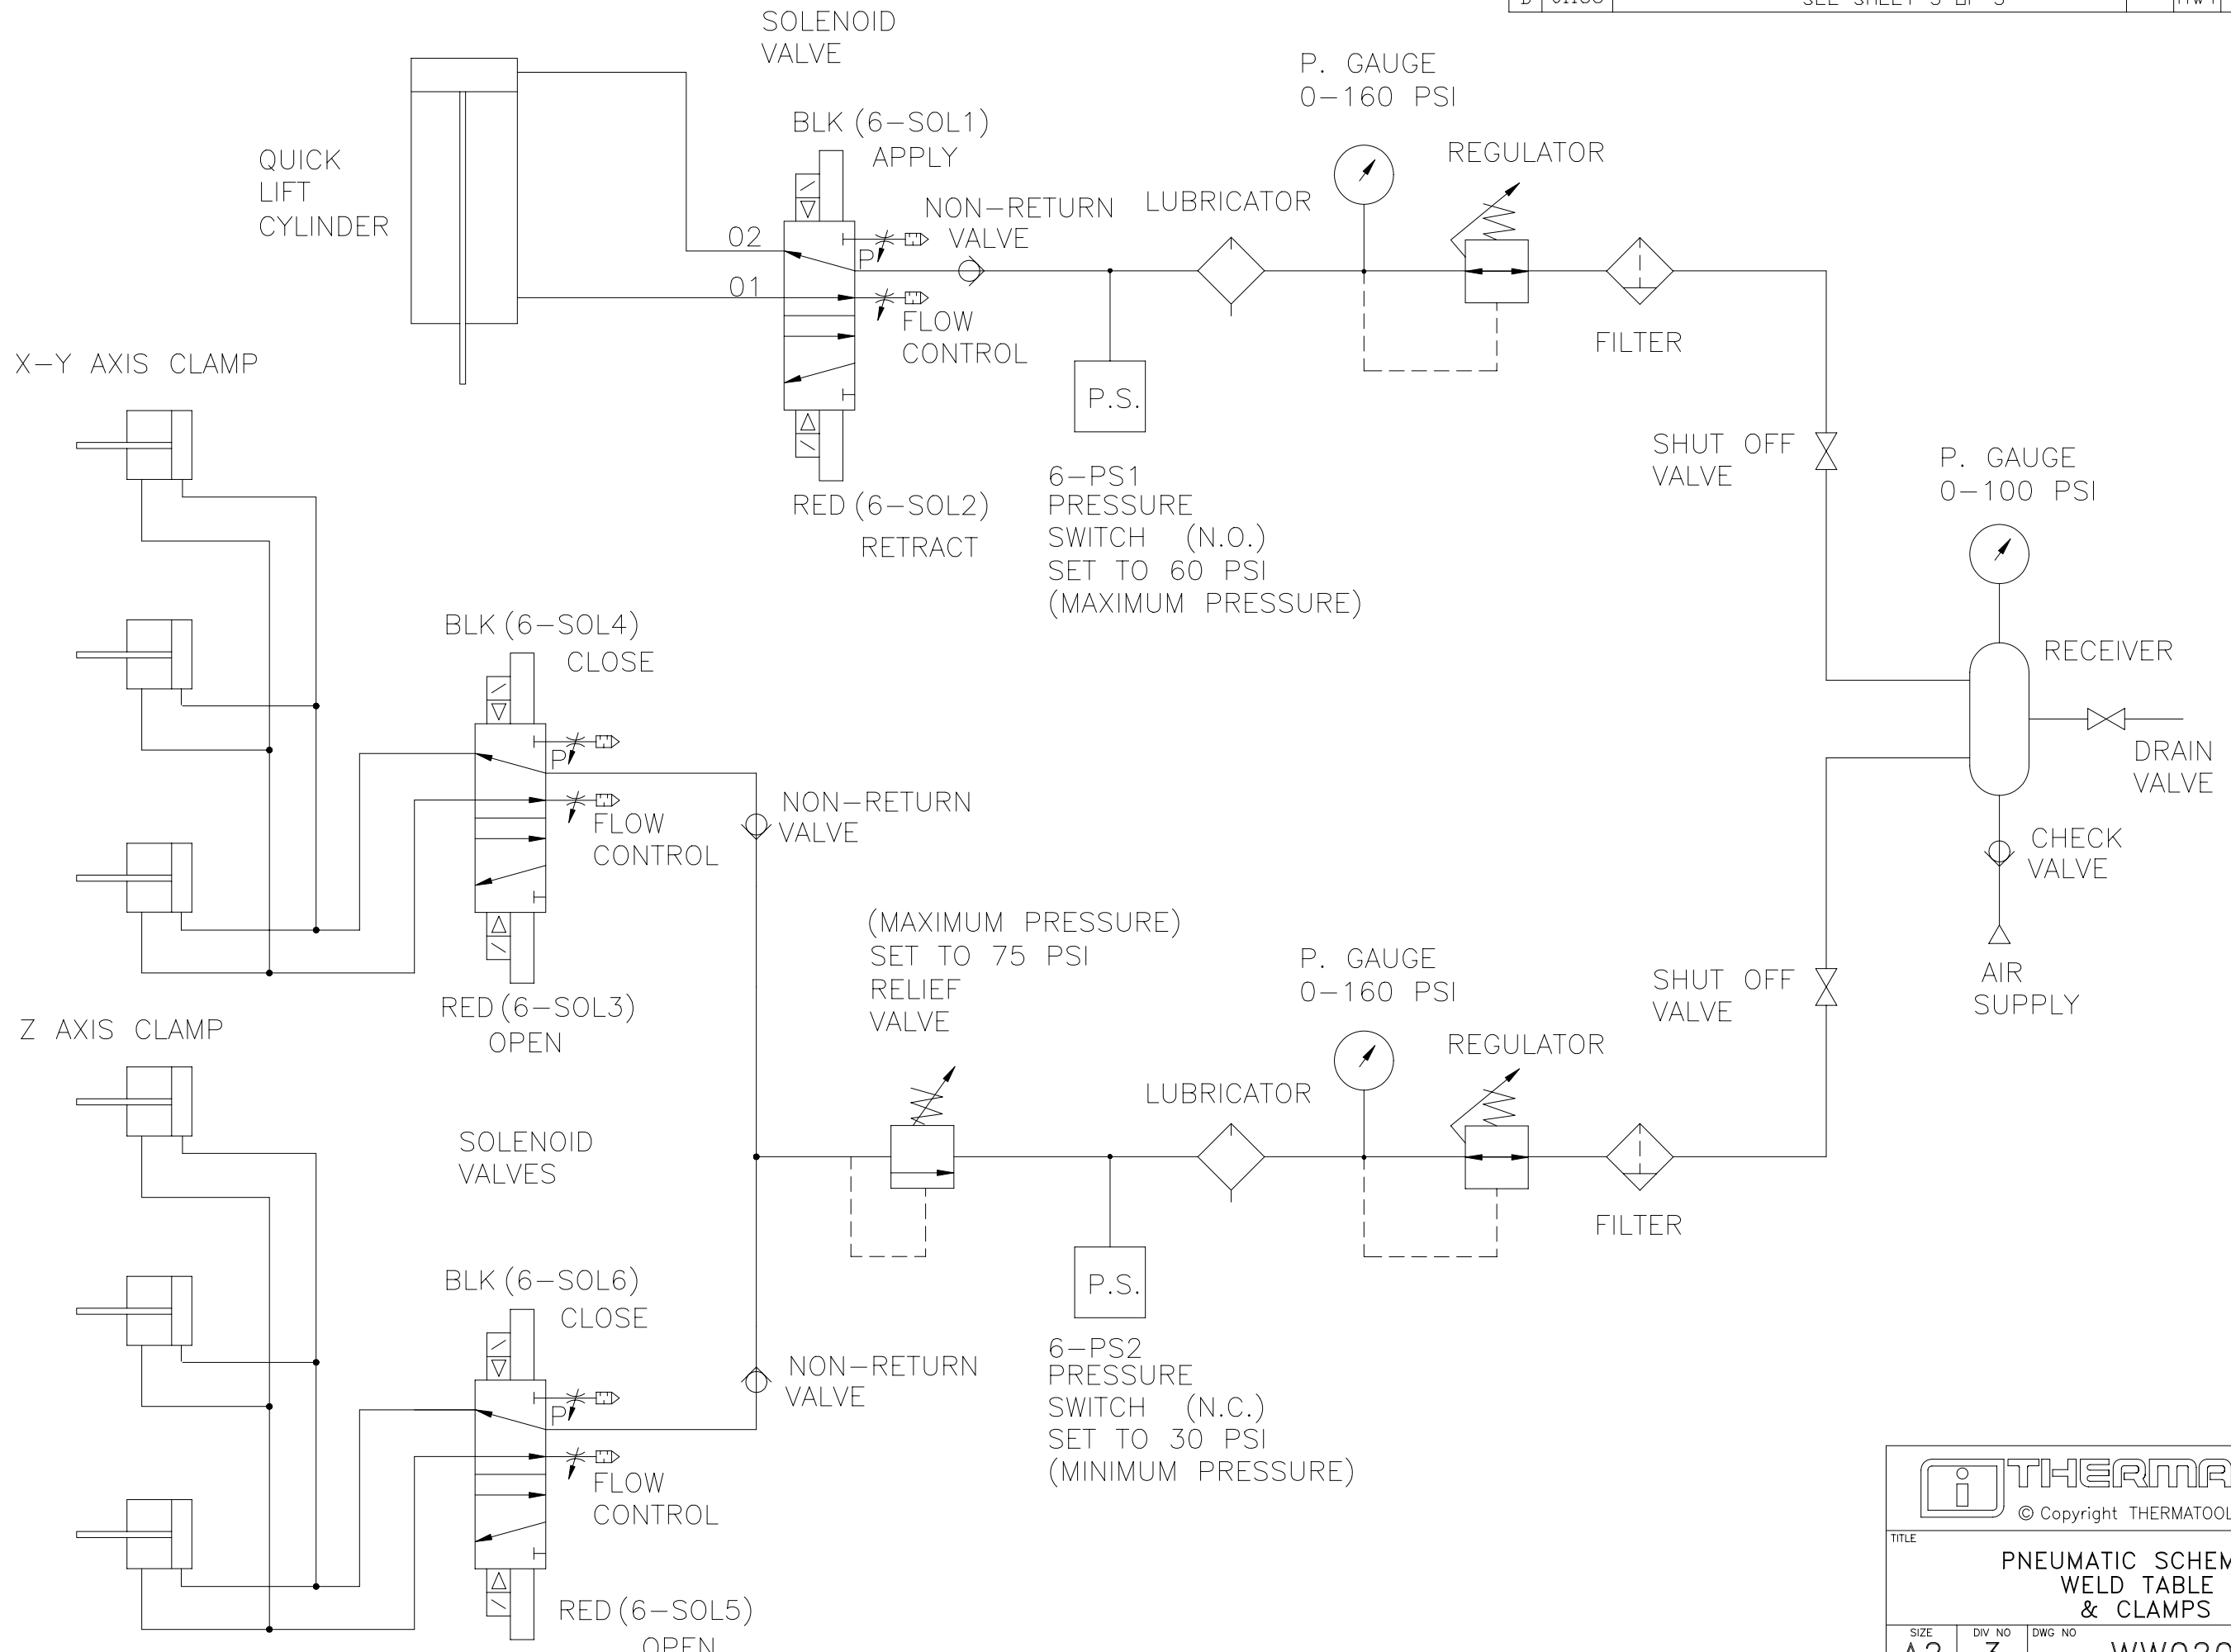 SOLENOID
VALVE
P. GAUGE
0-160 PSI
BLK (6-SOL1)
APPLY
QUICK
LIFT
CYLINDER
REGULATOR
NON-RETURN
VALVE
LUBRICATOR
02
P
01
FLOW
CONTROL
FILTER
X-Y AXIS CLAMP
P.S.
SHUT OFF
VALVE
P. GAUGE
0-100 PSI
6-PS1
PRESSURE
SWITCH (N.O.)
SET TO 60 PSI
(MAXIMUM PRESSURE)
RED (6-SOL2)
RETRACT
BLK (6-SOL4)
CLOSE
RECEIVER
P
DRAIN
VALVE
NON-RETURN
VALVE
FLOW
CONTROL
CHECK
VALVE
(MAXIMUM PRESSURE)
SET TO 75 PSI
RELIEF
VALVE
P. GAUGE
0-160 PSI
SHUT OFF
VALVE
AIR
SUPPLY
RED (6-SOL3)
OPEN
Z AXIS CLAMP
REGULATOR
LUBRICATOR
SOLENOID
VALVES
FILTER
BLK (6-SOL6)
CLOSE
P.S.
6-PS2
PRESSURE
SWITCH (N.C.)
SET TO 30 PSI
(MINIMUM PRESSURE)
NON-RETURN
VALVE
P
FLOW
CONTROL
RED (6-SOL5)
OPEN
THERMA
© Copyright THERMATOOL
TITLE
PNEUMATIC SCHEM
WELD TABLE
& CLAMPS
SIZE
DIV NO
DWG NO